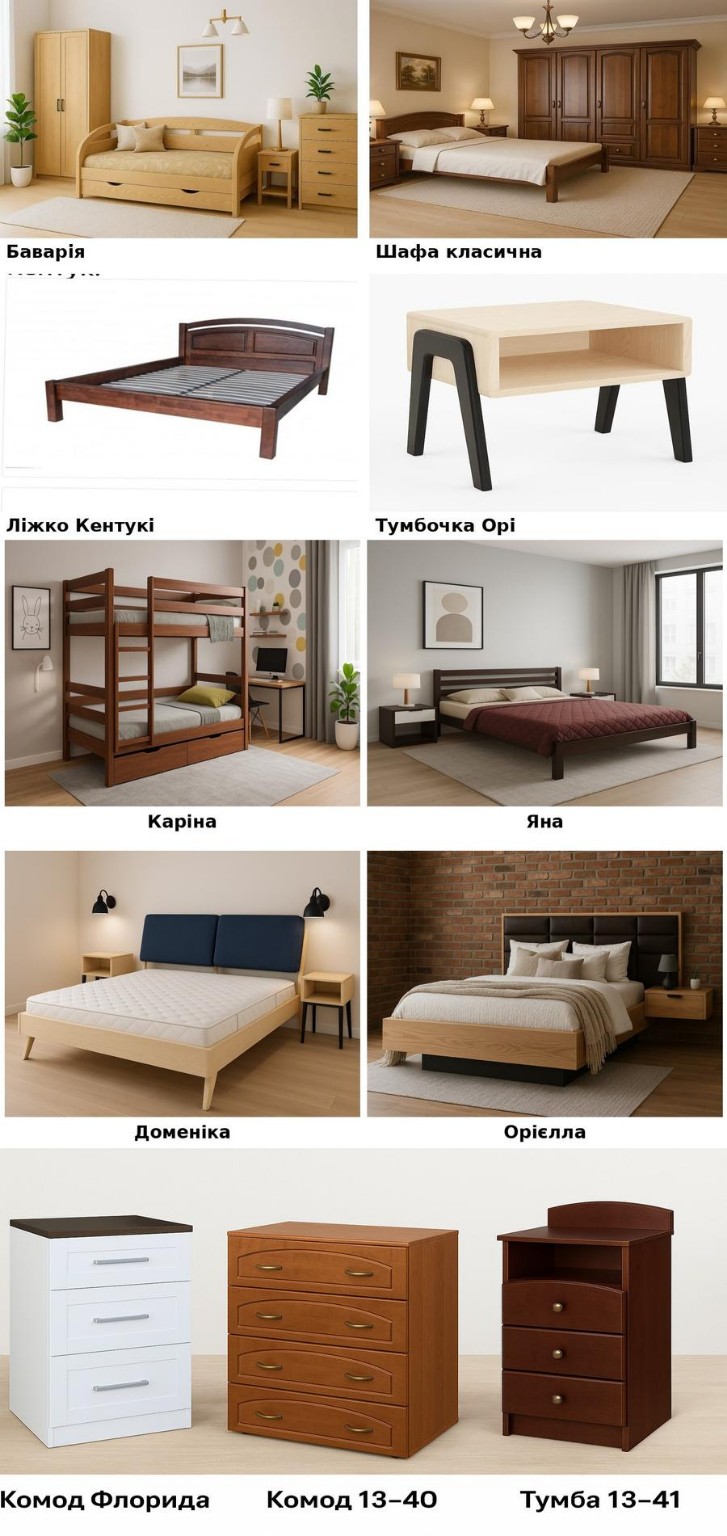 Баварія
Шафа класична
Ліжко Кентукі
Тумбочка Орі
Каріна
Яна
Доменіка
Орієлла
Комод Флорида
Комод 13–40
Тумба 13–41